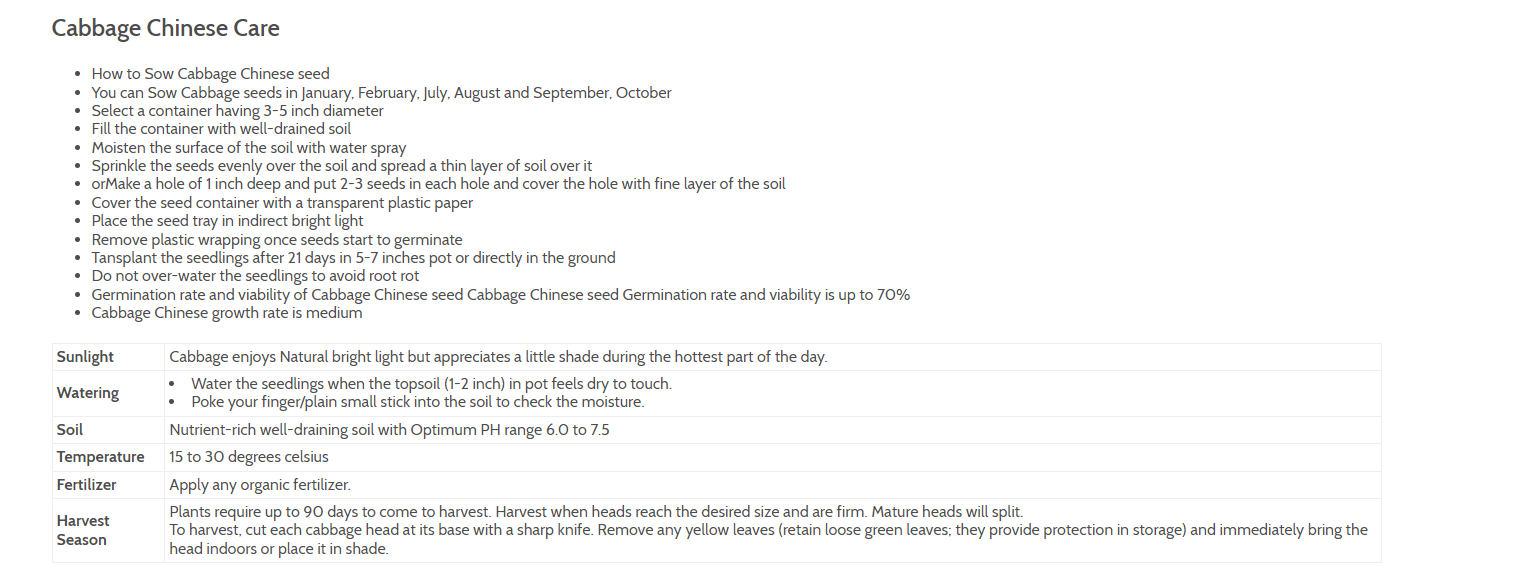 Cabbage Chinese Care
• How to Sow Cabbage Chinese seed
• You can Sow Cabbage seeds in January, February, July, August and September, October
• Select a container having 3-5 inch diameter
• Fill the container with well-drained soil
• Moisten the surface of the soil with water spray
• Sprinkle the seeds evenly over the soil and spread a thin layer of soil over it
• orMake a hole of 1 inch deep and put 2-3 seeds in each hole and cover the hole with fine layer of the soil
• Cover the seed container with a transparent plastic paper
• Place the seed tray in indirect bright light
• Remove plastic wrapping once seeds start to germinate
• Tansplant the seedlings after 21 days in 5-7 inches pot or directly in the ground
• Do not over-water the seedlings to avoid root rot
• Germination rate and viability of Cabbage Chinese seed Cabbage Chinese seed Germination rate and viability is up to 70%
• Cabbage Chinese growth rate is medium
Sunlight Cabbage enjoys Natural bright light but appreciates a little shade during the hottest part of the day.
Watering
• Water the seedlings when the topsoil (1-2 inch) in pot feels dry to touch.
• Poke your finger/plain small stick into the soil to check the moisture.
Soil Nutrient-rich well-draining soil with Optimum PH range 6.0 to 7.5
Temperature 15 to 30 degrees celsius
Fertilizer Apply any organic fertilizer.
Harvest
Season
Plants require up to 90 days to come to harvest. Harvest when heads reach the desired size and are firm. Mature heads will split.
To harvest, cut each cabbage head at its base with a sharp knife. Remove any yellow leaves (retain loose green leaves; they provide protection in storage) and immediately bring the
head indoors or place it in shade.